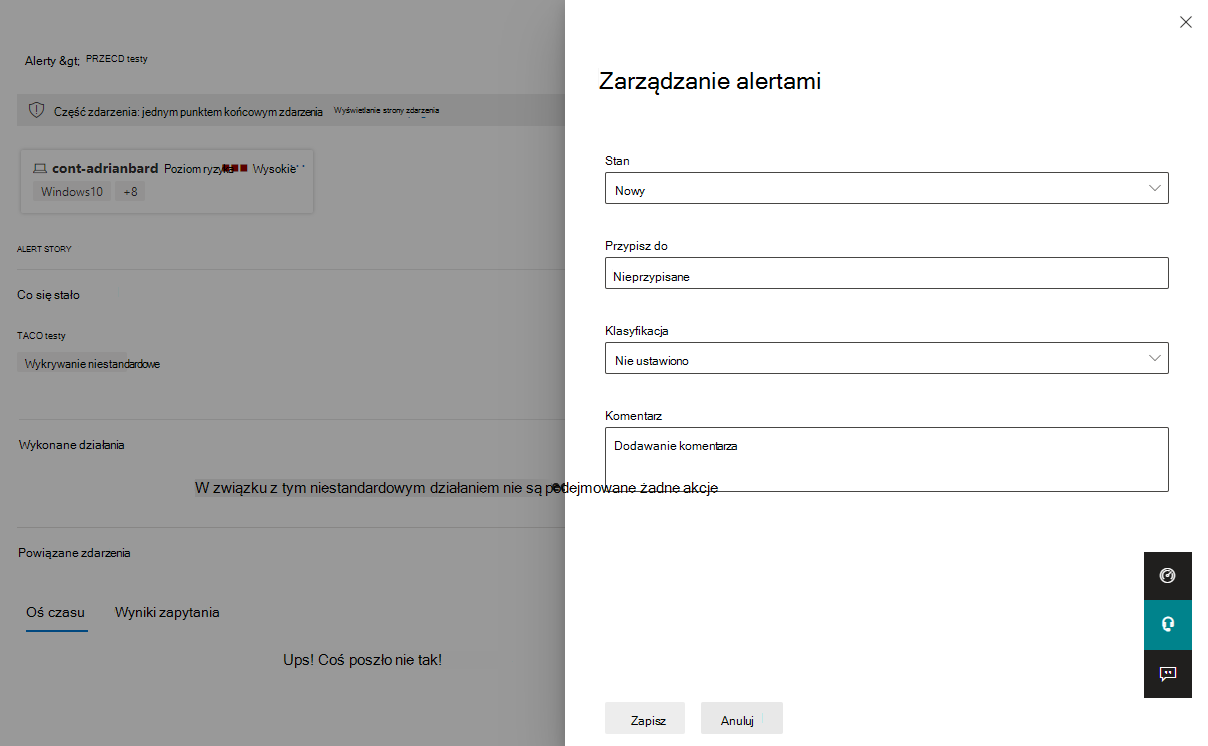 Alerty &gt; PRZECD testy
Część zdarzenia: jednym punktem końcowym zdarzenia Wyświetlanie strony zdarzenia
cont-adrianbard Poziom ryzyka Wysokie
Windows10 +8
ALERT STORY
Co się stało
TACO testy
Wykrywanie niestandardowe
Wykonane działania
W związku z tym niestandardowym działaniem nie są podejmowane żadne akcje
Powiązane zdarzenia
Oś czasu Wyniki zapytania
Ups! Coś poszło nie tak!
Zarządzanie alertami
Stan
Nowy
Przypisz do
Nieprzypisane
Klasyfikacja
Nie ustawiono
Komentarz
Dodawanie komentarza
Zapisz Anuluj